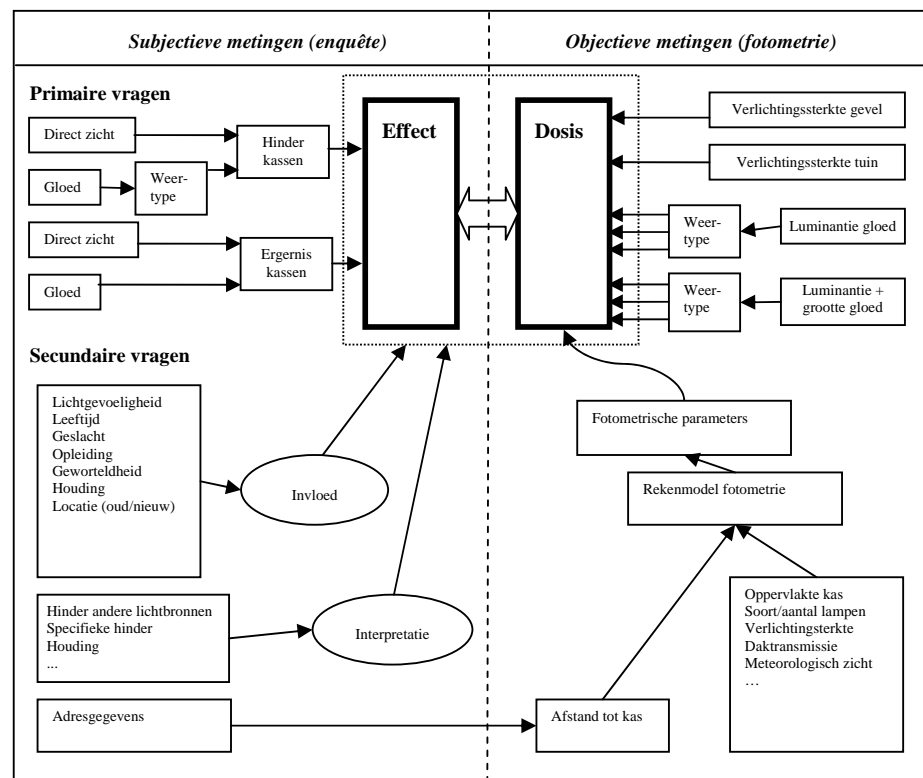 Subjectieve metingen (enquête)
Objectieve metingen (fotometrie)
Primaire vragen
Direct zicht
Gloed
Weer-
type
Hinder
kassen
Direct zicht
Gloed
Ergernis
kassen
Effect
Dosis
Verlichtingssterkte gevel
Verlichtingssterkte tuin
Weer-
type
Luminantie gloed
Weer-
type
Luminantie +
grootte gloed
Secundaire vragen
Lichtgevoeligheid
Leeftijd
Geslacht
Opleiding
Geworteldheid
Houding
Locatie (oud/nieuw)
Invloed
Hinder andere lichtbronnen
Specifieke hinder
Houding
...
Interpretatie
Adresgegevens
Fotometrische parameters
Rekenmodel fotometrie
Afstand tot kas
Oppervlakte kas
Soort/aantal lampen
Verlichtingsterkte
Daktransmissie
Meteorologisch zicht
…